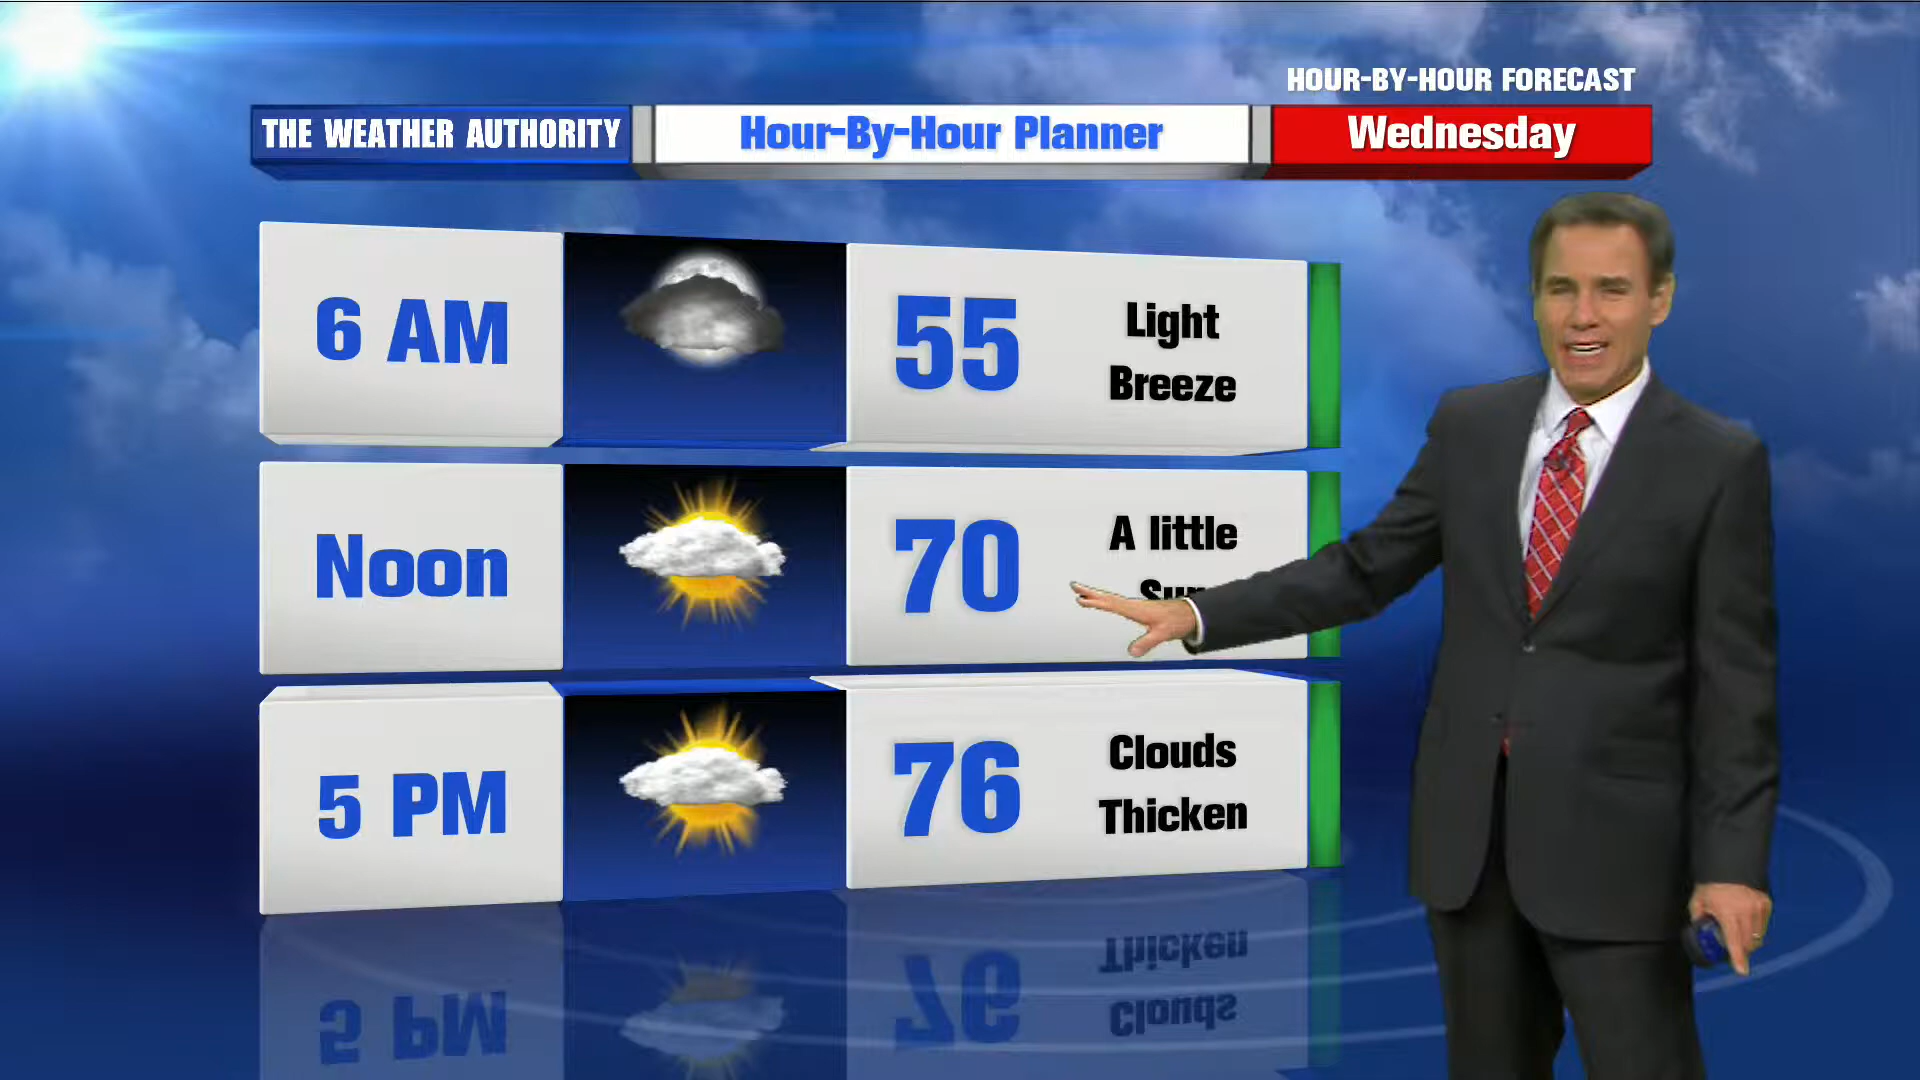 HOUR-BY-HOUR FORECAST
THE WEATHER AUTHORITY
Hour-By-Hour Planner
Wednesday
6 AM
55
Light
Breeze
Noon
70
A little
5 PM
76
Clouds
Thicken